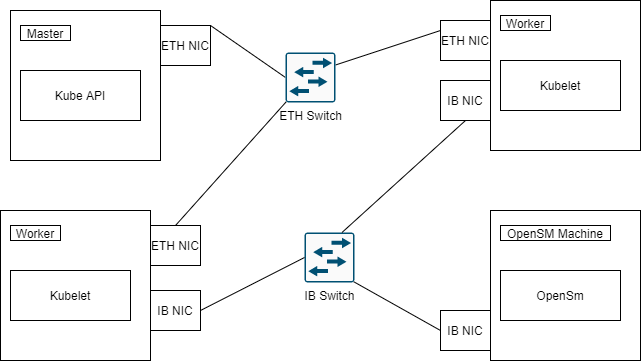 Master
ETH NIC
Kube API
ETH Switch
Worker
ETH NIC
IB NIC
Kubelet
Worker
ETH NIC
Kubelet
IB NIC
IB Switch
OpenSM Machine
OpenSm
IB NIC